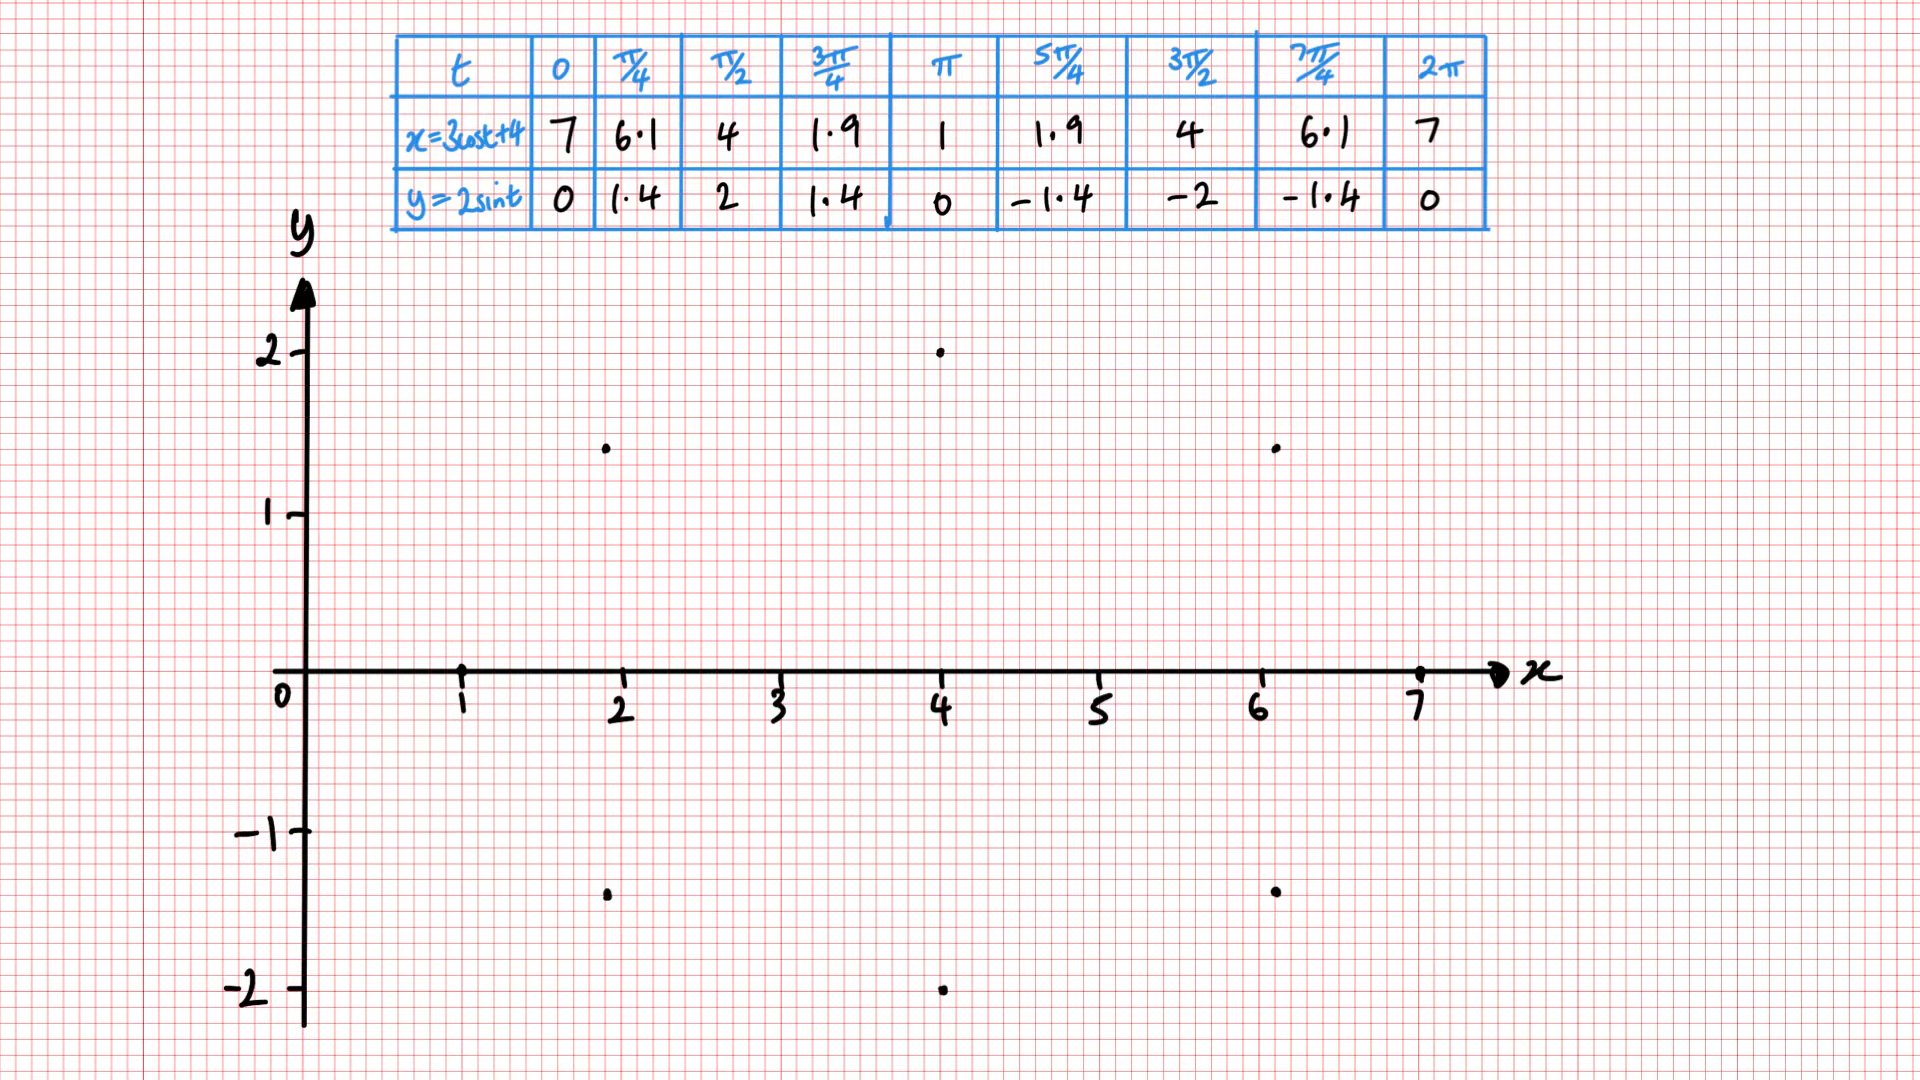 t 0 π/4 π/2 3π/4 π 5π/4 3π/2 7π/4 2π
x=3cost+4 7 6·1 4 1·9 1 1·9 4 6·1 7
y=2sint 0 1·4 2 1·4 0 -1·4 -2 -1·4 0
y
2
1
x
0 1 2 3 4 5 6 7
-1
-2